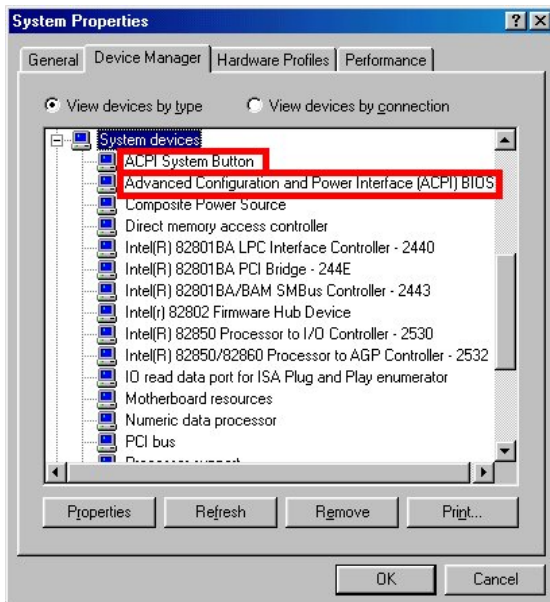 System Properties
General Device Manager Hardware Profiles Performance
View devices by type View devices by connection
System devices
ACPI System Button
Advanced Configuration and Power Interface (ACPI) BIOS
Composite Power Source
Direct memory access controller
Intel(R) 82801BA LPC Interface Controller - 2440
Intel(R) 82801BA PCI Bridge - 244E
Intel(R) 82801BA/BAM SMBus Controller - 2443
Intel(r) 82802 Firmware Hub Device
Intel(R) 82850 Processor to I/O Controller - 2530
Intel(R) 82850/82860 Processor to AGP Controller - 2532
IO read data port for ISA Plug and Play enumerator
Motherboard resources
Numeric data processor
PCI bus
Properties Refresh Remove Print...
OK Cancel